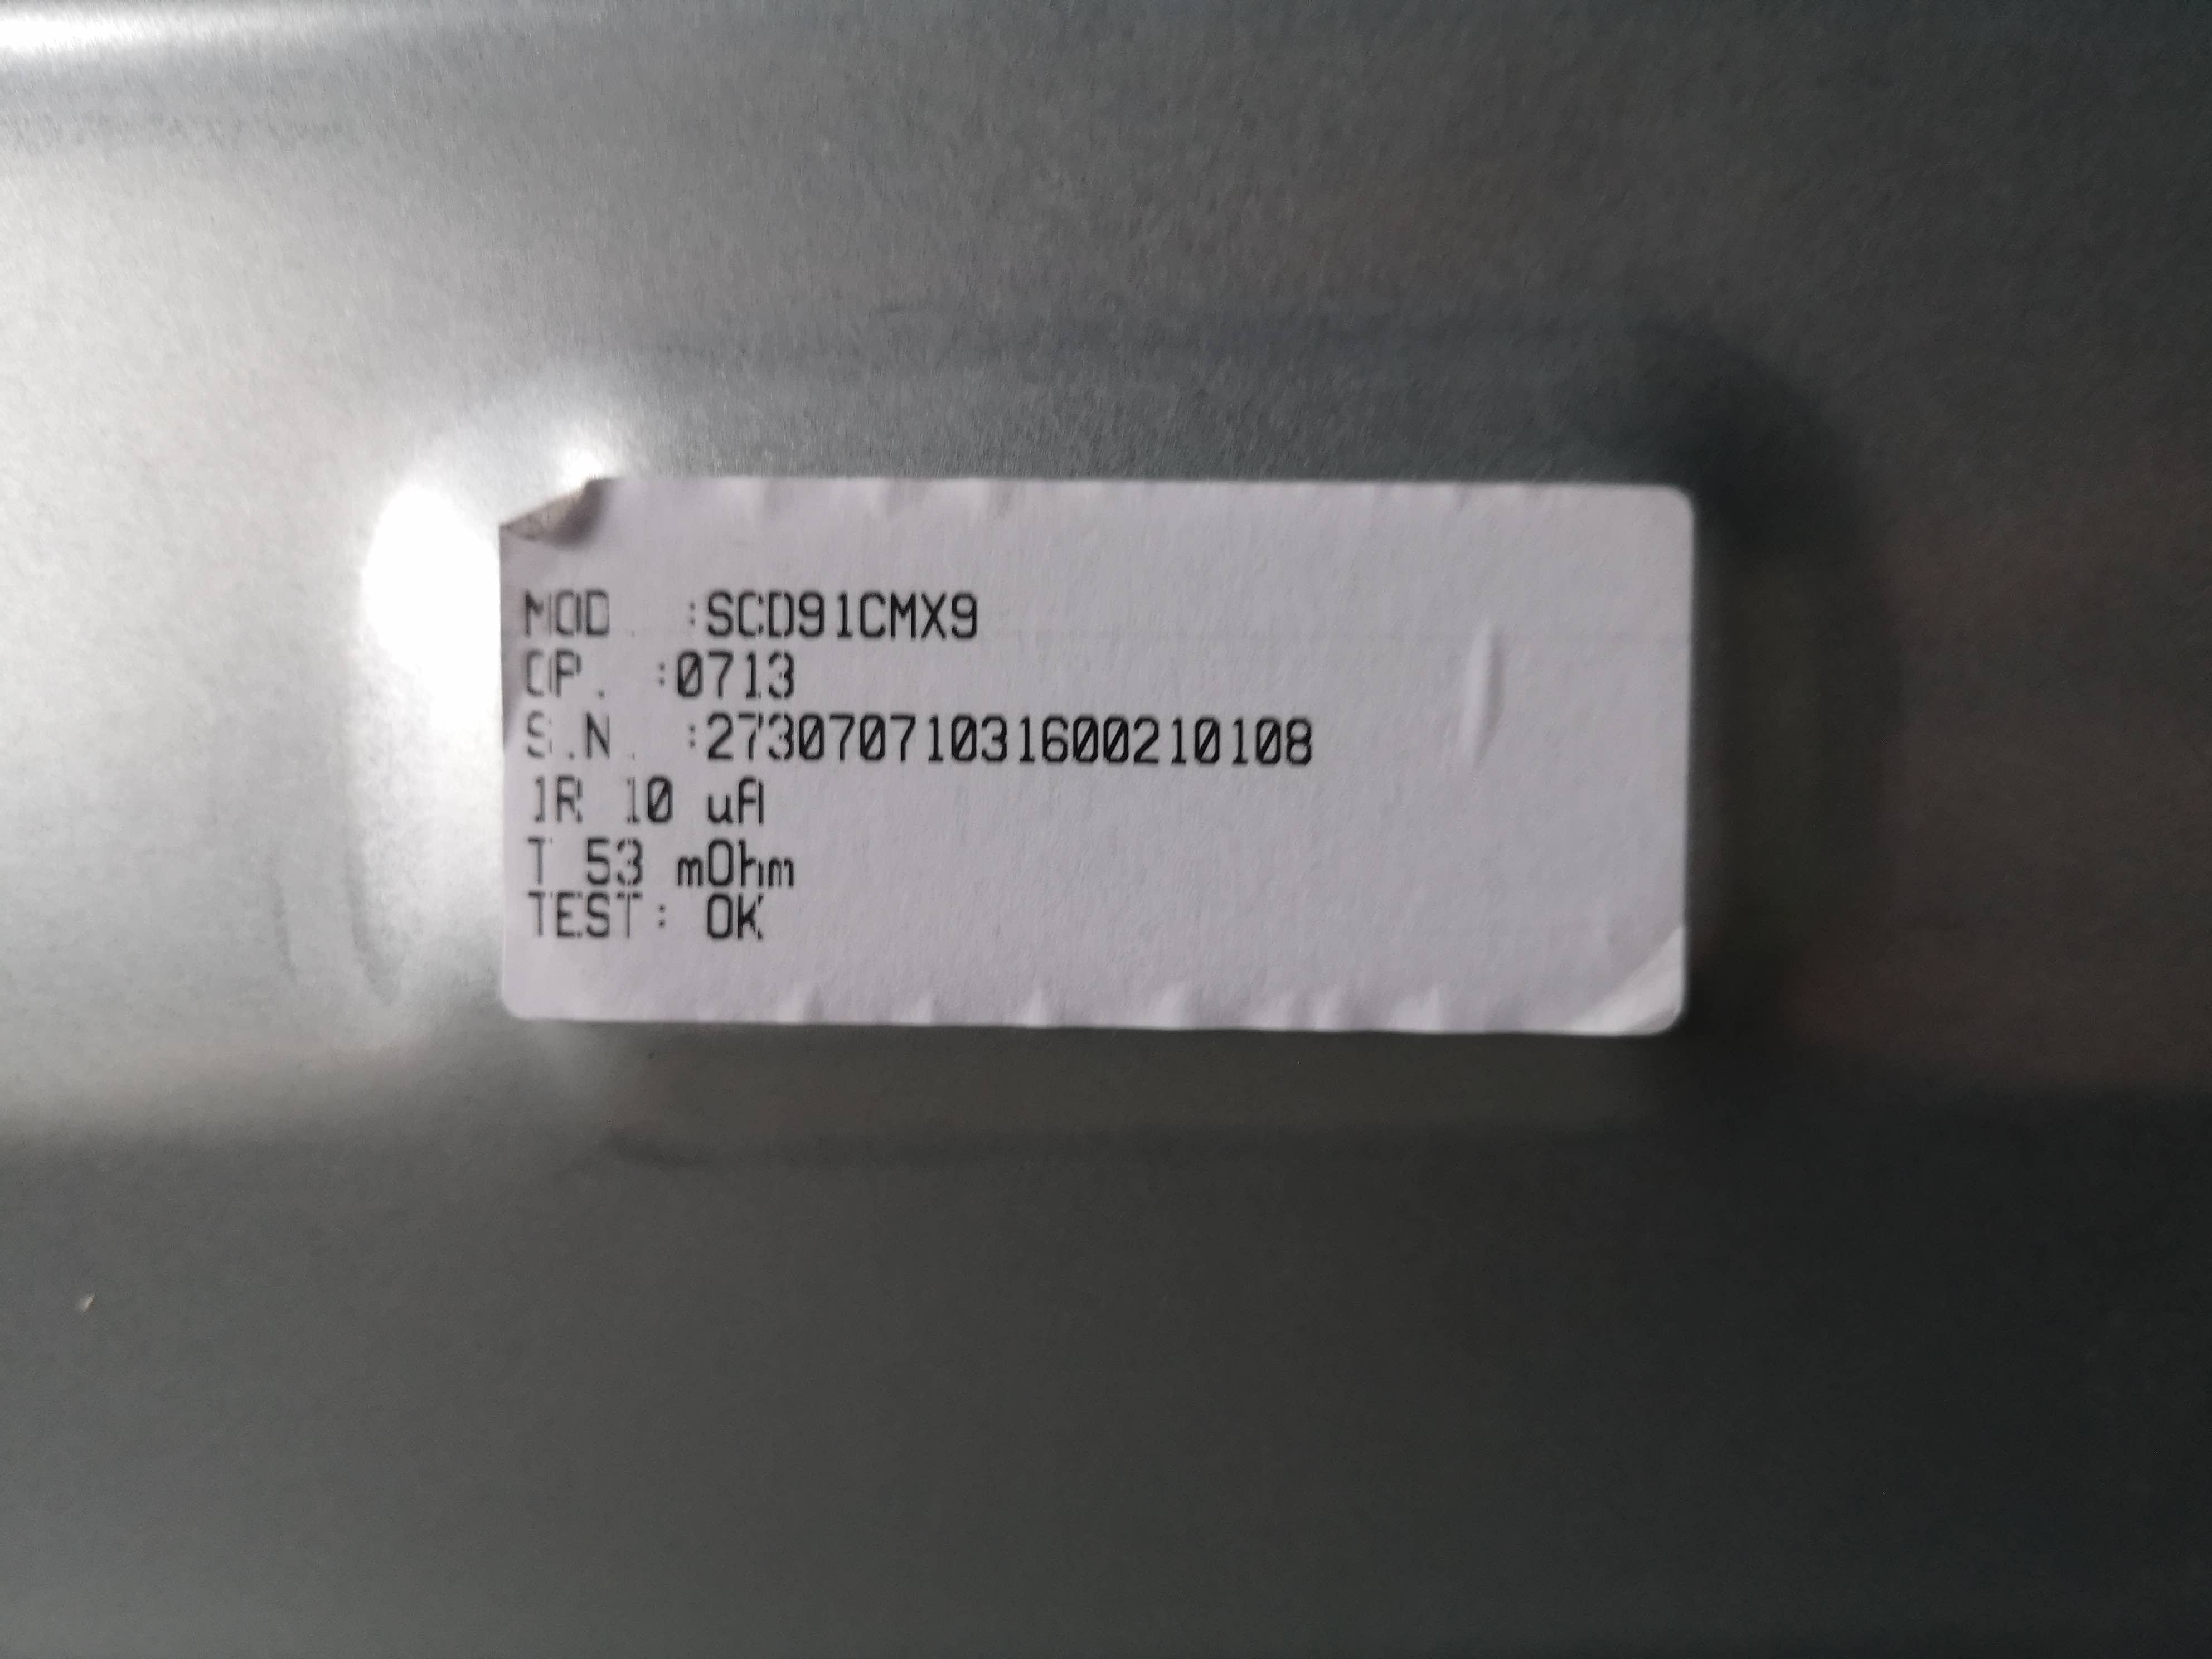 MOD. :SCD91CMX9
OP. :0713
S.N. :27307071031600210108
IR 10 uA
T 53 mOhm
TEST: OK